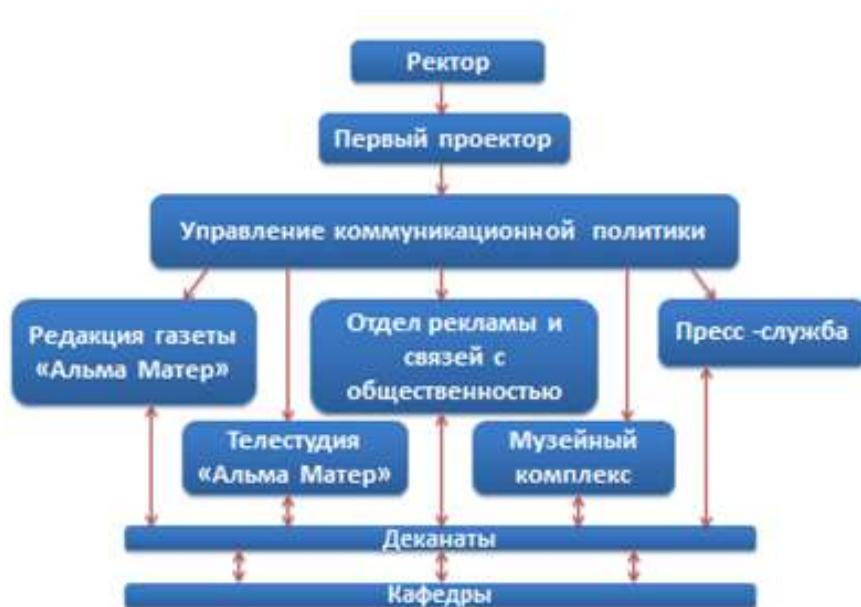 Ректор
Первый проектор
Управление коммуникационной политики
Редакция газеты
«Альма Матер»
Отдел рекламы и
связей с
общественностью
Пресс -служба
Телестудия
«Альма Матер»
Музейный
комплекс
Деканаты
Кафедры